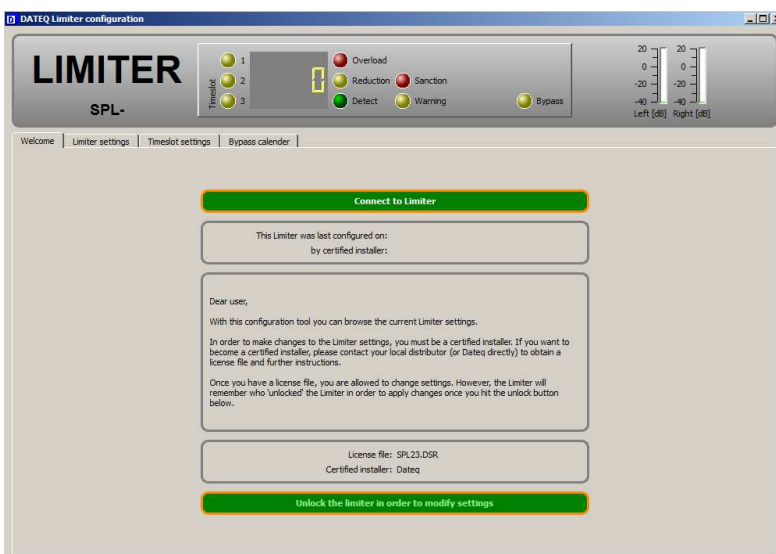 DATEQ Limiter configuration
LIMITER
SPL-
Timeslot
1
2
3
0
Overload
Reduction Sanction
Detect Warning
Bypass
20 20
0 0
-20 -20
-40 -40
Left [dB] Right [dB]
Welcome Limiter settings Timeslot settings Bypass calender
Connect to Limiter
This Limiter was last configured on:
by certified installer:
Dear user,
With this configuration tool you can browse the current Limiter settings.
In order to make changes to the Limiter settings, you must be a certified installer. If you want to
become a certified installer, please contact your local distributor (or Dateq directly) to obtain a
license file and further instructions.
Once you have a license file, you are allowed to change settings. However, the Limiter will
remember who 'unlocked' the Limiter in order to apply changes once you hit the unlock button
below.
License file: SPL23.DSR
Certified installer: Dateq
Unlock the limiter in order to modify settings